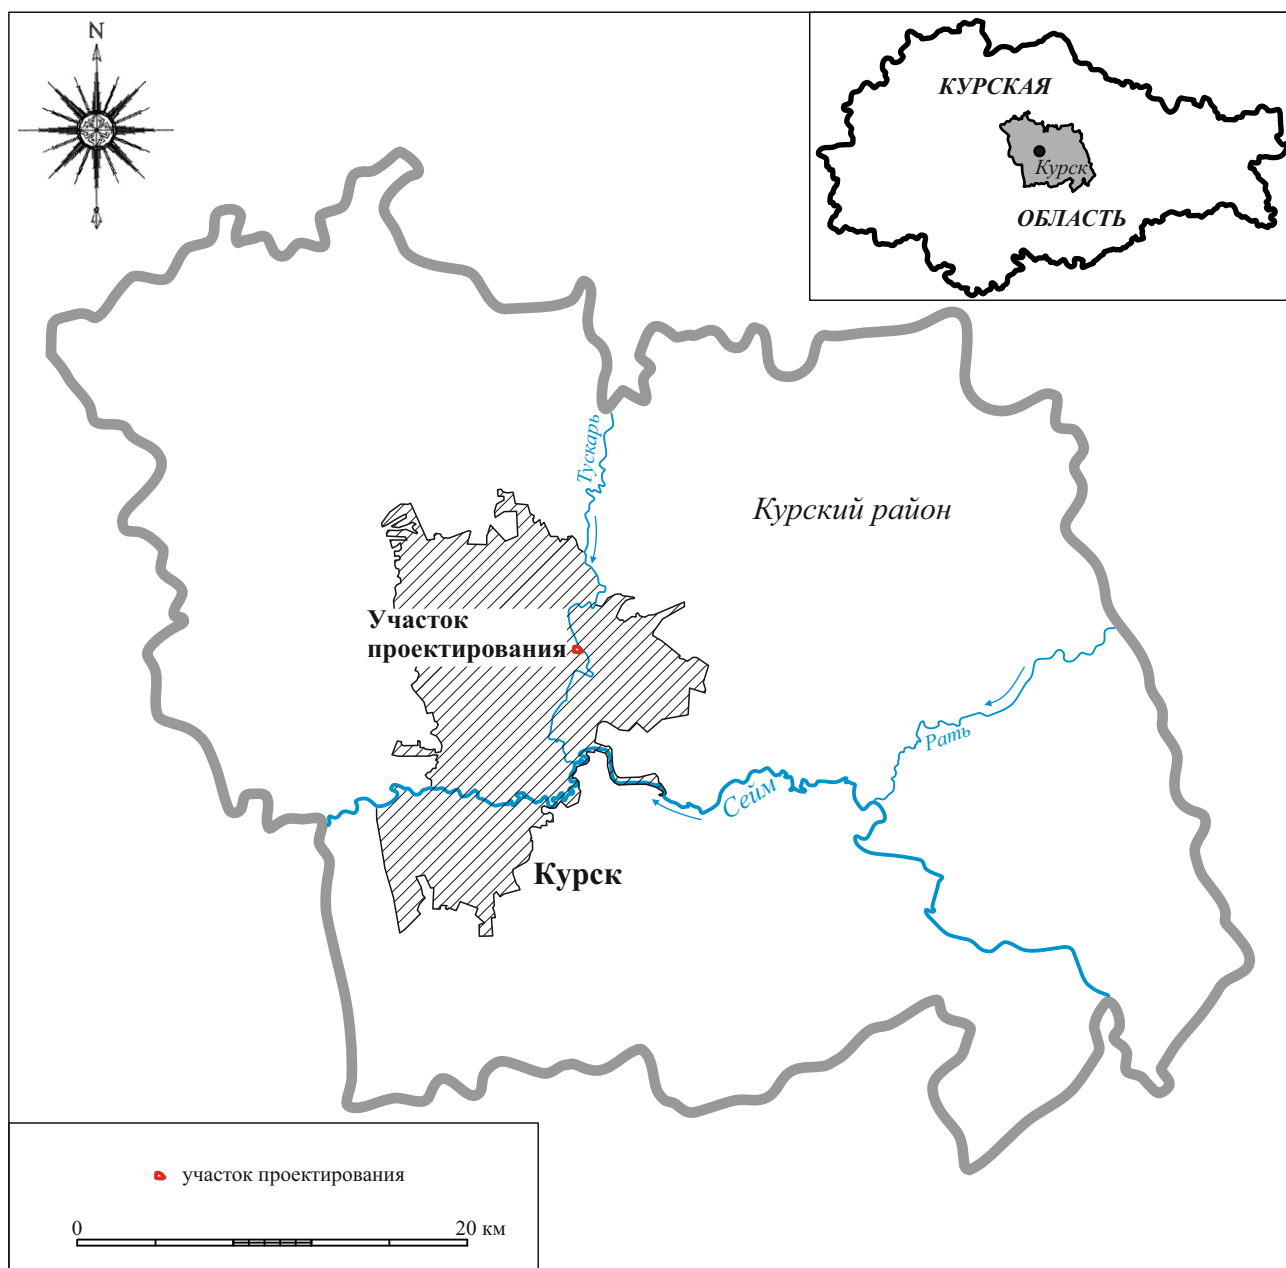 N
КУРСКАЯ
Курск
ОБЛАСТЬ
Тускарь
Курский район
Участок
проектирования
Рать
Сейм
Курск
участок проектирования
0 20 км